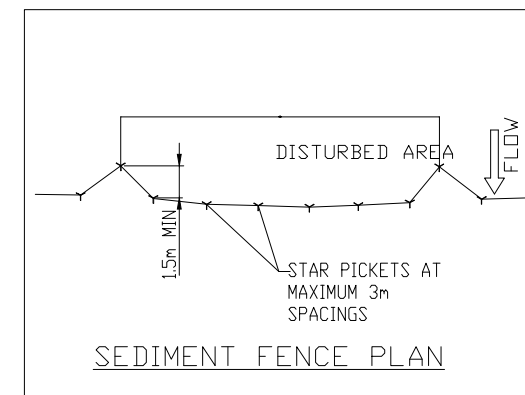 DISTURBED AREA
FLOW
1.5m MIN
STAR PICKETS AT
MAXIMUM 3m
SPACINGS
SEDIMENT FENCE PLAN